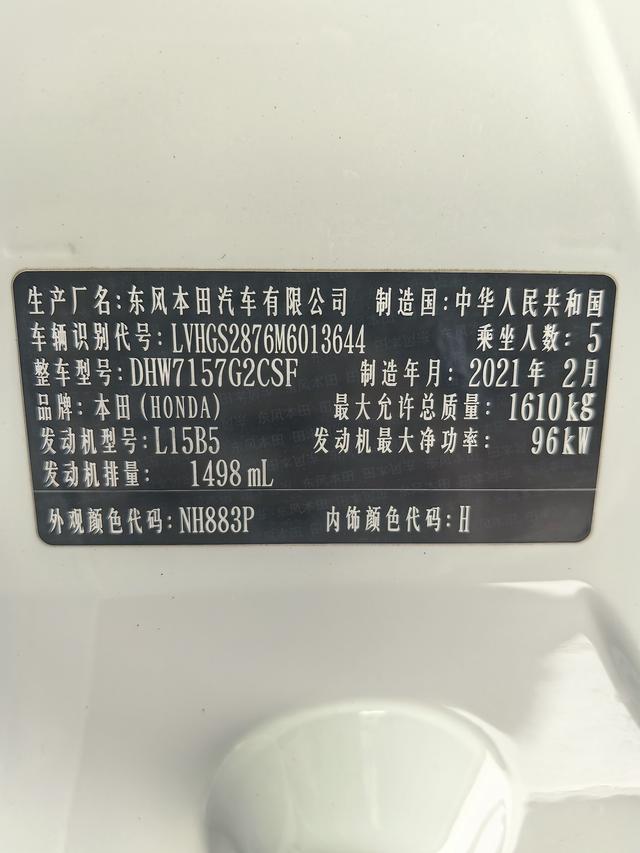 生产厂名:东风本田汽车有限公司 制造国:中华人民共和国
车辆识别代号:LVHGS2876M6013644 乘坐人数:5
整车型号:DHW7157G2CSF 制造年月:2021年2月
品牌:本田(HONDA) 最大允许总质量:1610kg
发动机型号:L15B5 发动机最大净功率:96kW
发动机排量:1498mL
外观颜色代码:NH883P 内饰颜色代码:H